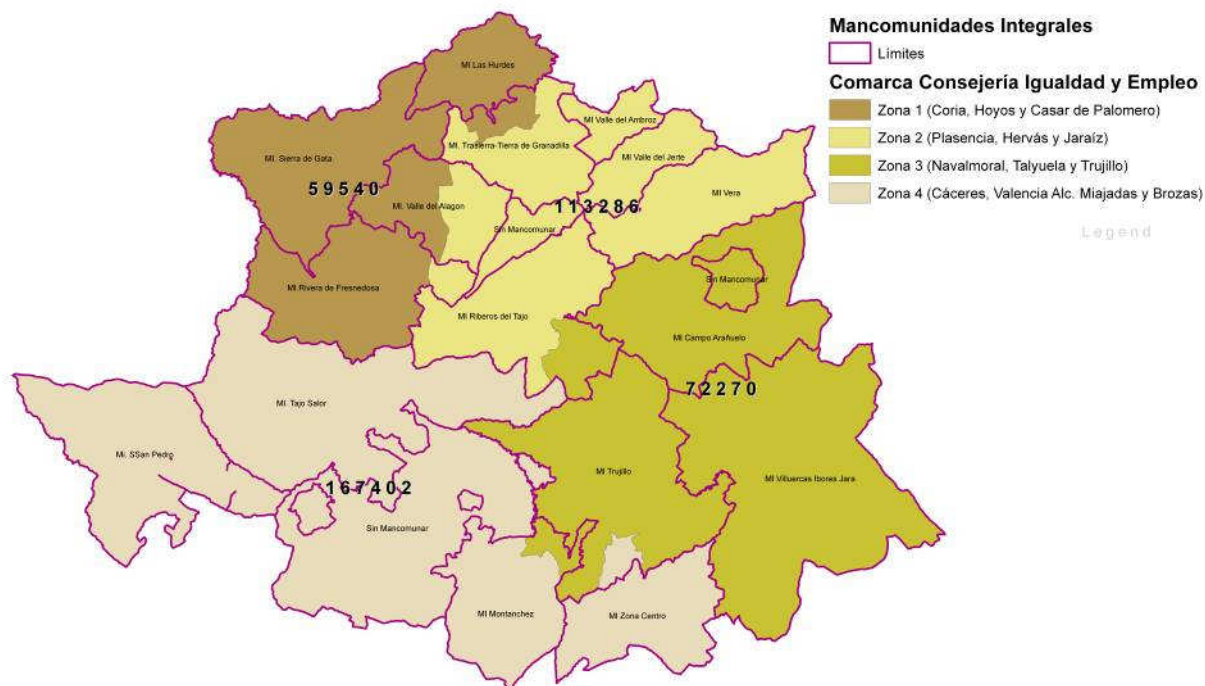 Mancomunidades Integrales
Límites
Comarca Consejería Igualdad y Empleo
Zona 1 (Coria, Hoyos y Casar de Palomero)
Zona 2 (Plasencia, Hervás y Jaraíz)
Zona 3 (Navalmoral, Talyuela y Trujillo)
Zona 4 (Cáceres, Valencia Alc. Miajadas y Brozas)
Legend
MI Las Hurdes
MI Valle del Ambroz
MI. Trasierra-Tierra de Granadilla
MI. Sierra de Gata
MI Valle del Jerte
59540
MI Vera
MI. Valle del Alagon
113286
Sin Mancomunar
Sin Mancomunar
MI Rivera de Fresnedosa
MI Riberos del Tajo
MI Campo Arañuelo
72270
MI. Tajo Salor
MI. SSan Pedro
MI Trujillo
MI Villuercas Ibores Jara
167402
Sin Mancomunar
MI Montanchez
MI Zona Centro